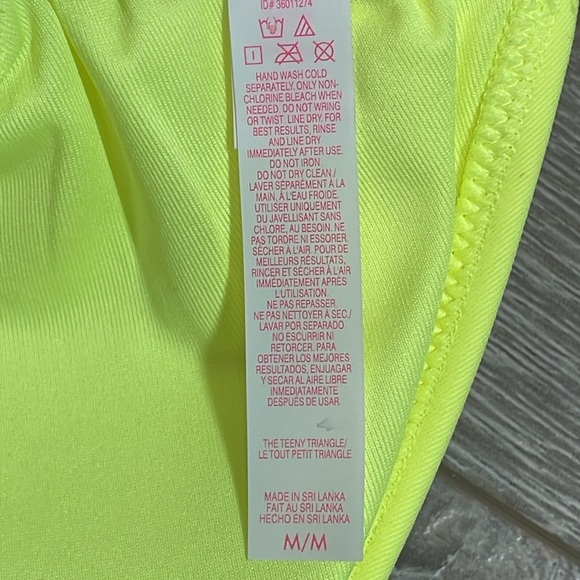 ID# 36011274
HAND WASH COLD
SEPARATELY. ONLY NON-
CHLORINE BLEACH WHEN
NEEDED. DO NOT WRING
OR TWIST. LINE DRY. FOR
BEST RESULTS, RINSE
AND LINE DRY
IMMEDIATELY AFTER USE.
DO NOT IRON.
DO NOT DRY CLEAN./
LAVER SÉPARÉMENT À LA
MAIN, À L'EAU FROIDE.
UTILISER UNIQUEMENT
DU JAVELLISANT SANS
CHLORE, AU BESOIN. NE
PAS TORDRE NI ESSORER.
SÉCHER À L'AIR. POUR DE
MEILLEURS RÉSULTATS,
RINCER ET SÉCHER À L'AIR
IMMÉDIATEMENT APRÈS
L'UTILISATION.
NE PAS REPASSER.
NE PAS NETTOYER À SEC./
LAVAR POR SEPARADO.
NO ESCURRIR NI
RETORCER. PARA
OBTENER LOS MEJORES
RESULTADOS, ENJUAGAR
Y SECAR AL AIRE LIBRE
INMEDIATAMENTE
DESPUÉS DE USAR.
THE TEENY TRIANGLE/
LE TOUT PETIT TRIANGLE
MADE IN SRI LANKA
FAIT AU SRI LANKA
HECHO EN SRI LANKA
M/M